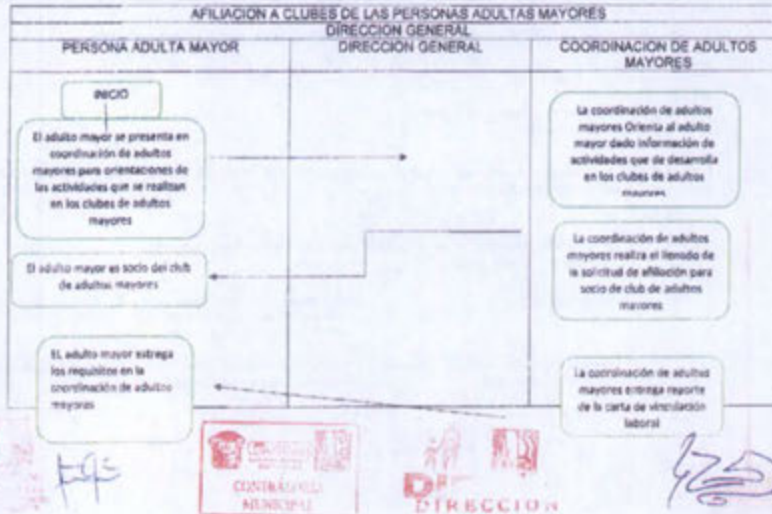 AFILIACION A CLUBES DE LAS PERSONAS ADULTAS MAYORES
DIRECCION GENERAL
PERSONA ADULTA MAYOR
DIRECCION GENERAL
COORDINACION DE ADULTOS
MAYORES
INICIO
El adulto mayor se presenta en
coordinación de adultos
mayores para orientaciones de
las actividades que se realizan
en los clubes de adultos
mayores
La coordinación de adultos
mayores Orienta al adulto
mayor dado información de
actividades que de desarrolla
en los clubes de adultos
mayores
El adulto mayor es socio del club
de adultos mayores
La coordinación de adultos
mayores realiza el llenado de
la solicitud de afiliación para
socio de club de adultos
mayores
EL adulto mayor entrega
los requisitos en la
coordinación de adultos
mayores
La coordinación de adultos
mayores entrega reporte
de la carta de vinculación
laboral
CONTRALORIA
MUNICIPAL
DIF
DIRECCION